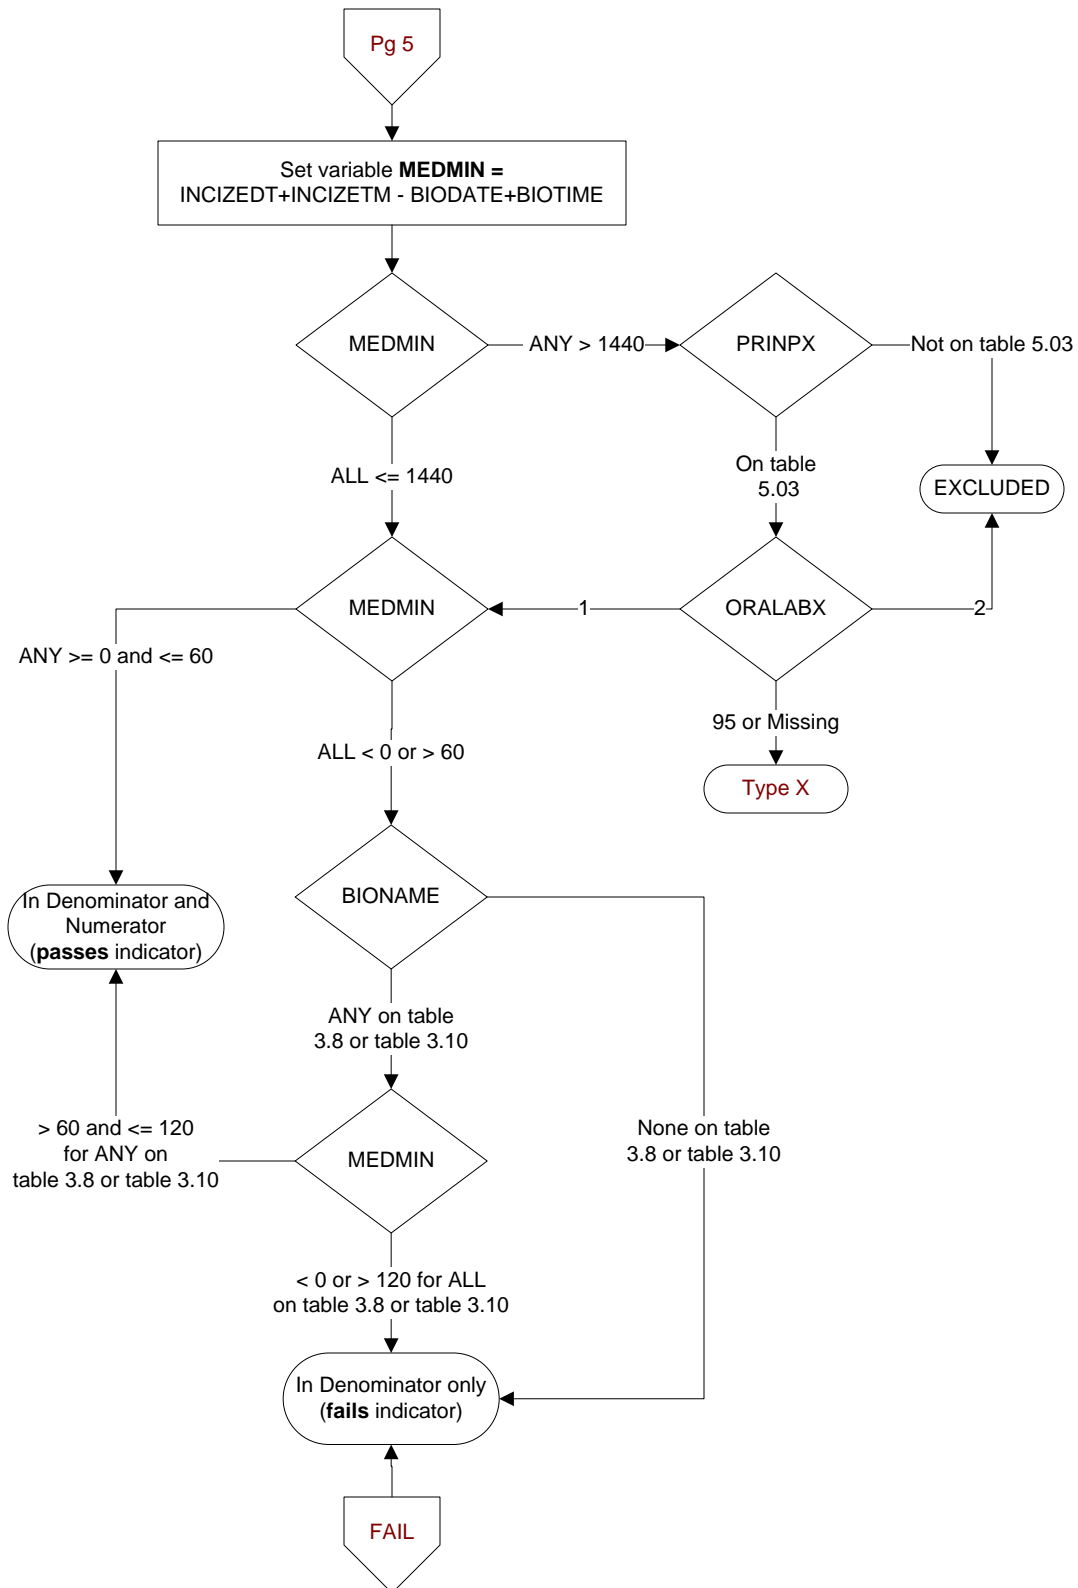 Pg 5
Set variable MEDMIN =
INCIZEDT+INCIZETM - BIODATE+BIOTIME
MEDMIN
ANY > 1440
PRINPX
Not on table 5.03
ALL <= 1440
On table
5.03
EXCLUDED
MEDMIN
1
ORALABX
2
ANY >= 0 and <= 60
95 or Missing
ALL < 0 or > 60
Type X
In Denominator and
Numerator
(passes indicator)
BIONAME
ANY on table
3.8 or table 3.10
> 60 and <= 120
for ANY on
table 3.8 or table 3.10
MEDMIN
None on table
3.8 or table 3.10
< 0 or > 120 for ALL
on table 3.8 or table 3.10
In Denominator only
(fails indicator)
FAIL